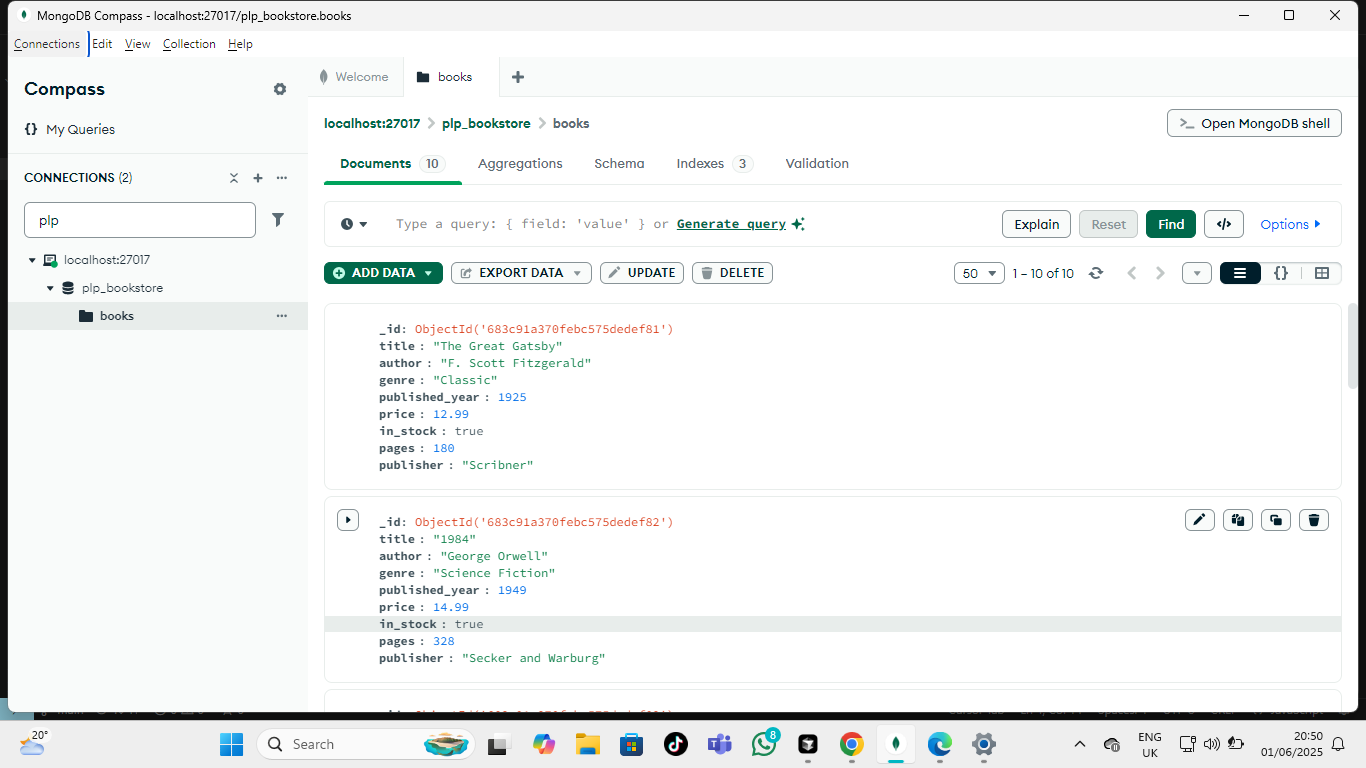 MongoDB Compass - localhost:27017/plp_bookstore.books
Connections Edit View Collection Help
Compass
{} My Queries
CONNECTIONS (2)
plp
localhost:27017
plp_bookstore
books
Welcome
books
localhost:27017 > plp_bookstore > books
>_ Open MongoDB shell
Documents 10 Aggregations Schema Indexes 3 Validation
Type a query: { field: 'value' } or Generate query
Explain Reset Find </> Options
ADD DATA EXPORT DATA UPDATE DELETE
50 1 – 10 of 10 {}
_id: ObjectId('683c91a370febc575dedef81')
title : "The Great Gatsby"
author : "F. Scott Fitzgerald"
genre : "Classic"
published_year : 1925
price : 12.99
in_stock : true
pages : 180
publisher : "Scribner"
_id: ObjectId('683c91a370febc575dedef82')
title : "1984"
author : "George Orwell"
genre : "Science Fiction"
published_year : 1949
price : 14.99
in_stock : true
pages : 328
publisher : "Secker and Warburg"
20°
Search
8
ENG
UK
20:50
01/06/2025